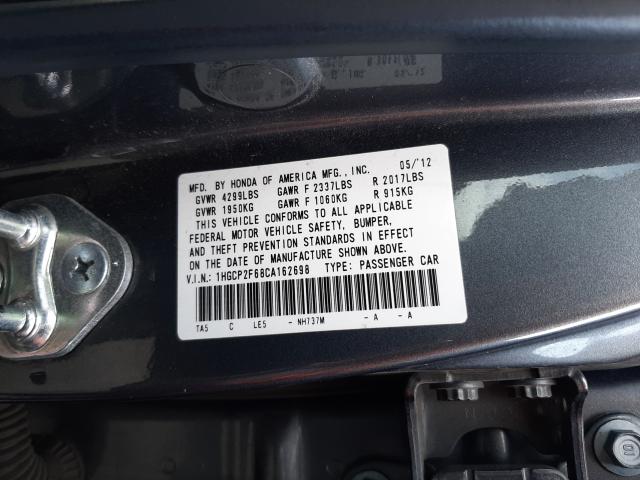 MFD. BY HONDA OF AMERICA MFG., INC. 05/'12
GVWR 4299LBS GAWR F 2337LBS R 2017LBS
GVWR 1950KG GAWR F 1060KG R 915KG
THIS VEHICLE CONFORMS TO ALL APPLICABLE
FEDERAL MOTOR VEHICLE SAFETY, BUMPER,
AND THEFT PREVENTION STANDARDS IN EFFECT
ON THE DATE OF MANUFACTURE SHOWN ABOVE.
V.I.N.: 1HGCP2F68CA162698 TYPE: PASSENGER CAR
TA5 C LE5 - NH737M - A - A